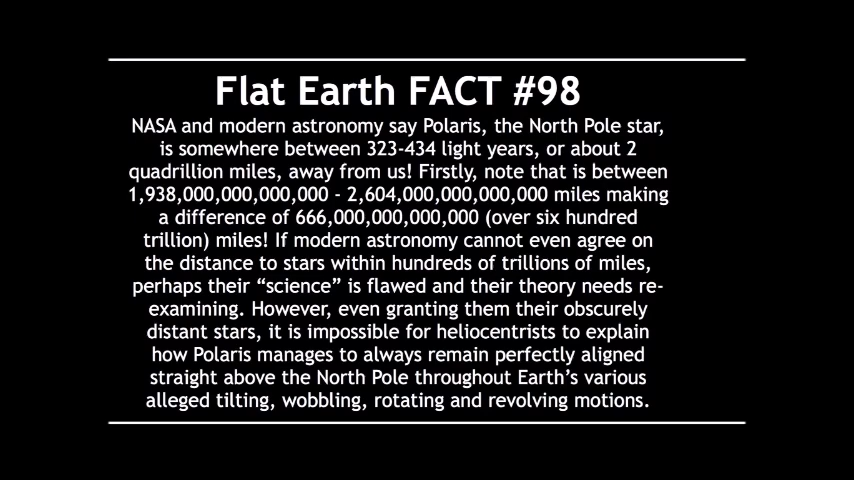 Flat Earth FACT #98
NASA and modern astronomy say Polaris, the North Pole star,
is somewhere between 323-434 light years, or about 2
quadrillion miles, away from us! Firstly, note that is between
1,938,000,000,000,000 - 2,604,000,000,000,000 miles making
a difference of 666,000,000,000,000 (over six hundred
trillion) miles! If modern astronomy cannot even agree on
the distance to stars within hundreds of trillions of miles,
perhaps their “science” is flawed and their theory needs re-
examining. However, even granting them their obscurely
distant stars, it is impossible for heliocentrists to explain
how Polaris manages to always remain perfectly aligned
straight above the North Pole throughout Earth’s various
alleged tilting, wobbling, rotating and revolving motions.